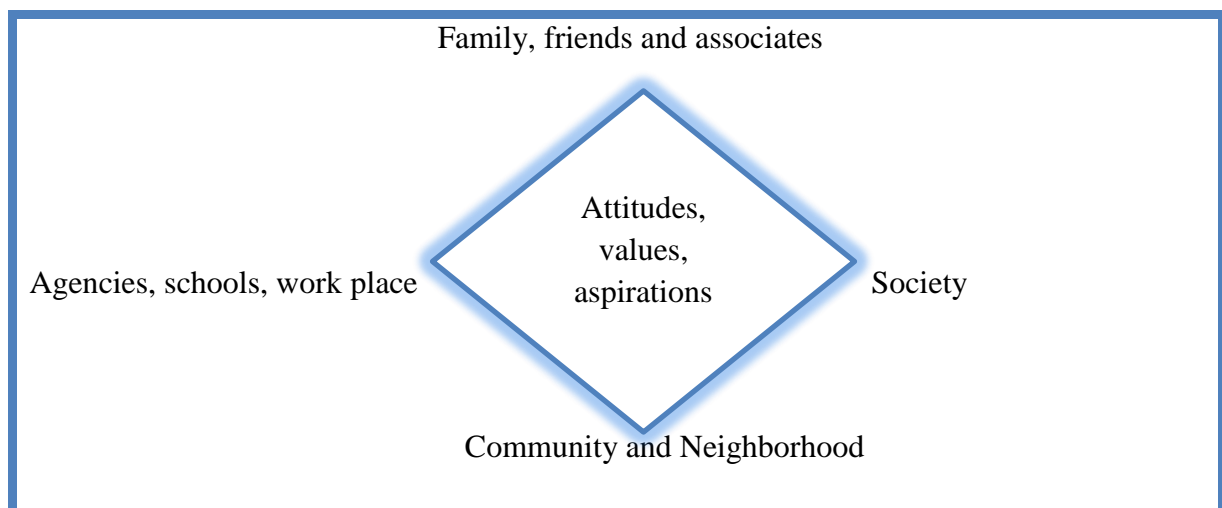 Family, friends and associates
Attitudes,
values,
aspirations
Agencies, schools, work place
Society
Community and Neighborhood